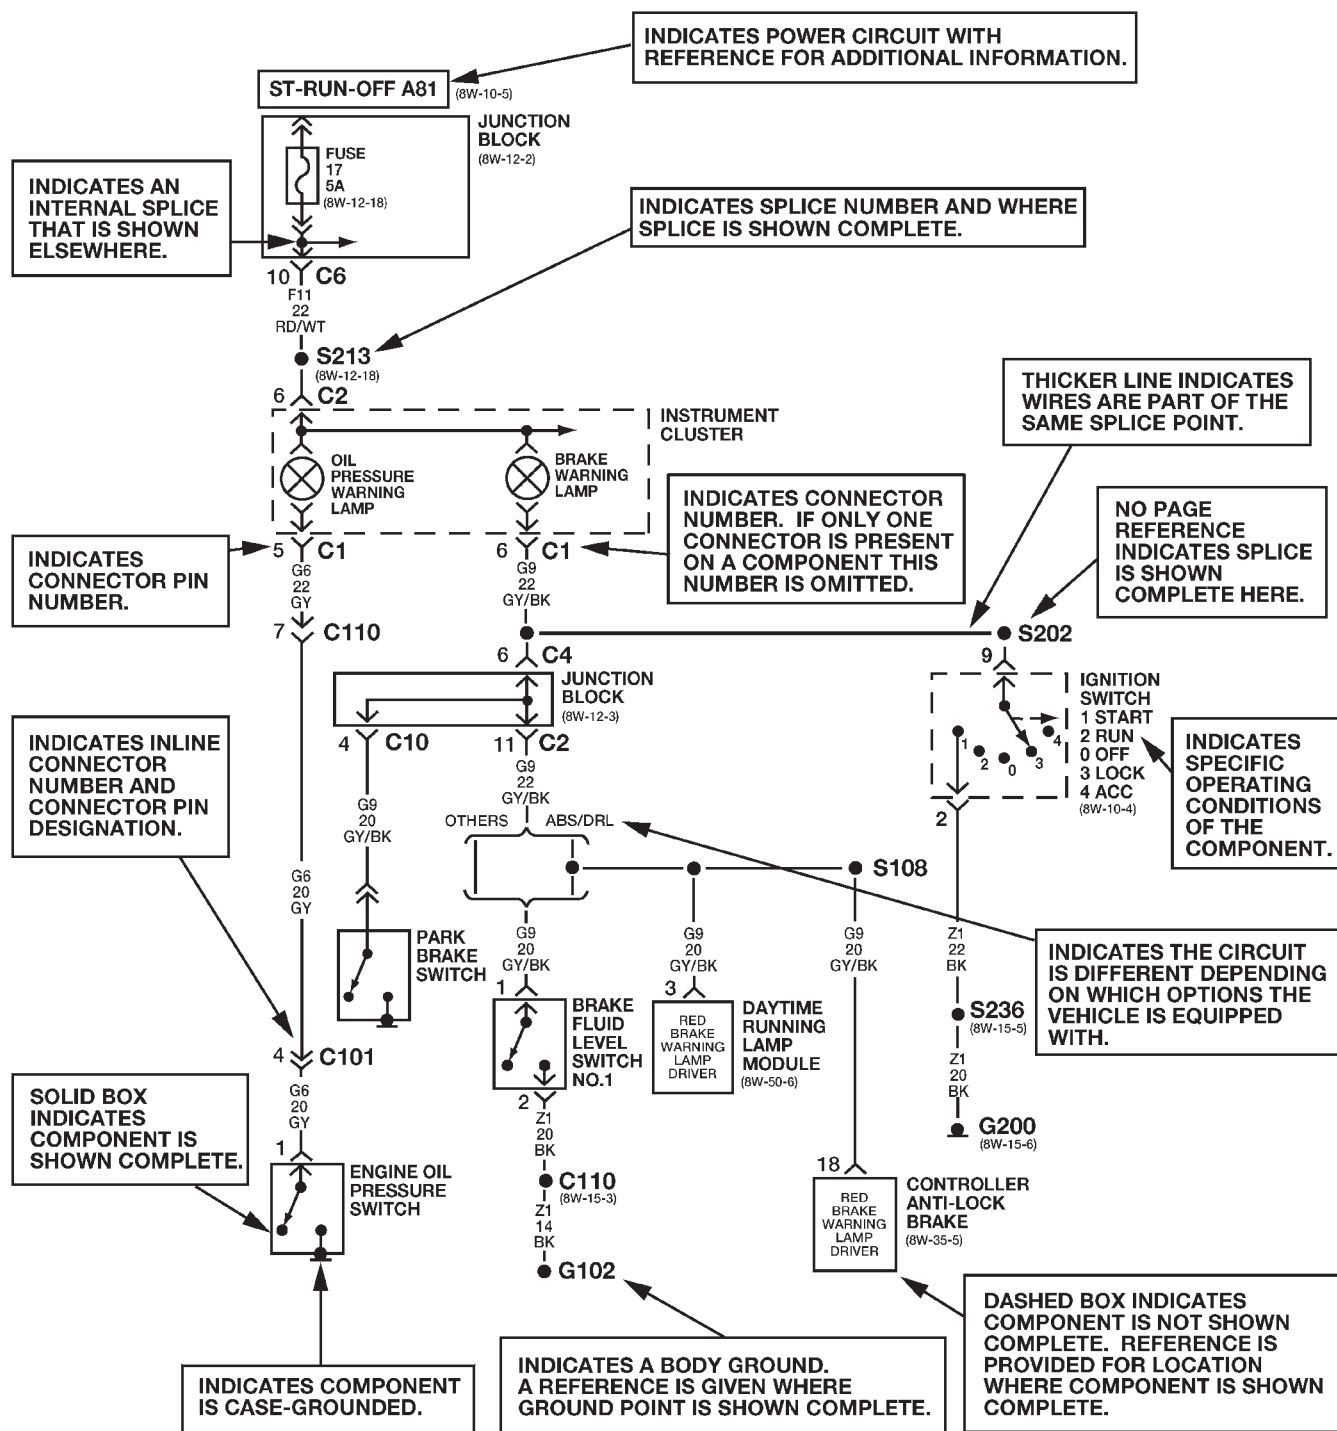 INDICATES POWER CIRCUIT WITH
REFERENCE FOR ADDITIONAL INFORMATION.
ST-RUN-OFF A81
(8W-10-5)
JUNCTION
BLOCK
(8W-12-2)
FUSE
17
5A
(8W-12-18)
INDICATES AN
INTERNAL SPLICE
THAT IS SHOWN
ELSEWHERE.
INDICATES SPLICE NUMBER AND WHERE
SPLICE IS SHOWN COMPLETE.
10 C6
F11
22
RD/WT
S213
(8W-12-18)
6 C2
INSTRUMENT
CLUSTER
OIL
PRESSURE
WARNING
LAMP
BRAKE
WARNING
LAMP
THICKER LINE INDICATES
WIRES ARE PART OF THE
SAME SPLICE POINT.
INDICATES CONNECTOR
NUMBER. IF ONLY ONE
CONNECTOR IS PRESENT
ON A COMPONENT THIS
NUMBER IS OMITTED.
NO PAGE
REFERENCE
INDICATES SPLICE
IS SHOWN
COMPLETE HERE.
INDICATES
CONNECTOR PIN
NUMBER.
5 C1
G6
22
GY
7 C110
6 C1
G9
22
GY/BK
S202
9
6 C4
JUNCTION
BLOCK
(8W-12-3)
4 C10
11 C2
IGNITION
SWITCH
1 START
2 RUN
0 OFF
3 LOCK
4 ACC
(8W-10-4)
1
2
0
3
4
2
INDICATES
SPECIFIC
OPERATING
CONDITIONS
OF THE
COMPONENT.
INDICATES INLINE
CONNECTOR
NUMBER AND
CONNECTOR PIN
DESIGNATION.
G9
20
GY/BK
G9
22
GY/BK
OTHERS
ABS/DRL
S108
G6
20
GY
PARK
BRAKE
SWITCH
G9
20
GY/BK
G9
20
GY/BK
G9
20
GY/BK
Z1
22
BK
INDICATES THE CIRCUIT
IS DIFFERENT DEPENDING
ON WHICH OPTIONS THE
VEHICLE IS EQUIPPED
WITH.
1
BRAKE
FLUID
LEVEL
SWITCH
NO.1
3
RED
BRAKE
WARNING
LAMP
DRIVER
DAYTIME
RUNNING
LAMP
MODULE
(8W-50-6)
S236
(8W-15-5)
Z1
20
BK
G200
(8W-15-6)
4 C101
G6
20
GY
1
ENGINE OIL
PRESSURE
SWITCH
SOLID BOX
INDICATES
COMPONENT IS
SHOWN COMPLETE.
2
Z1
20
BK
C110
(8W-15-3)
Z1
14
BK
G102
18
RED
BRAKE
WARNING
LAMP
DRIVER
CONTROLLER
ANTI-LOCK
BRAKE
(8W-35-5)
INDICATES COMPONENT
IS CASE-GROUNDED.
INDICATES A BODY GROUND.
A REFERENCE IS GIVEN WHERE
GROUND POINT IS SHOWN COMPLETE.
DASHED BOX INDICATES
COMPONENT IS NOT SHOWN
COMPLETE. REFERENCE IS
PROVIDED FOR LOCATION
WHERE COMPONENT IS SHOWN
COMPLETE.